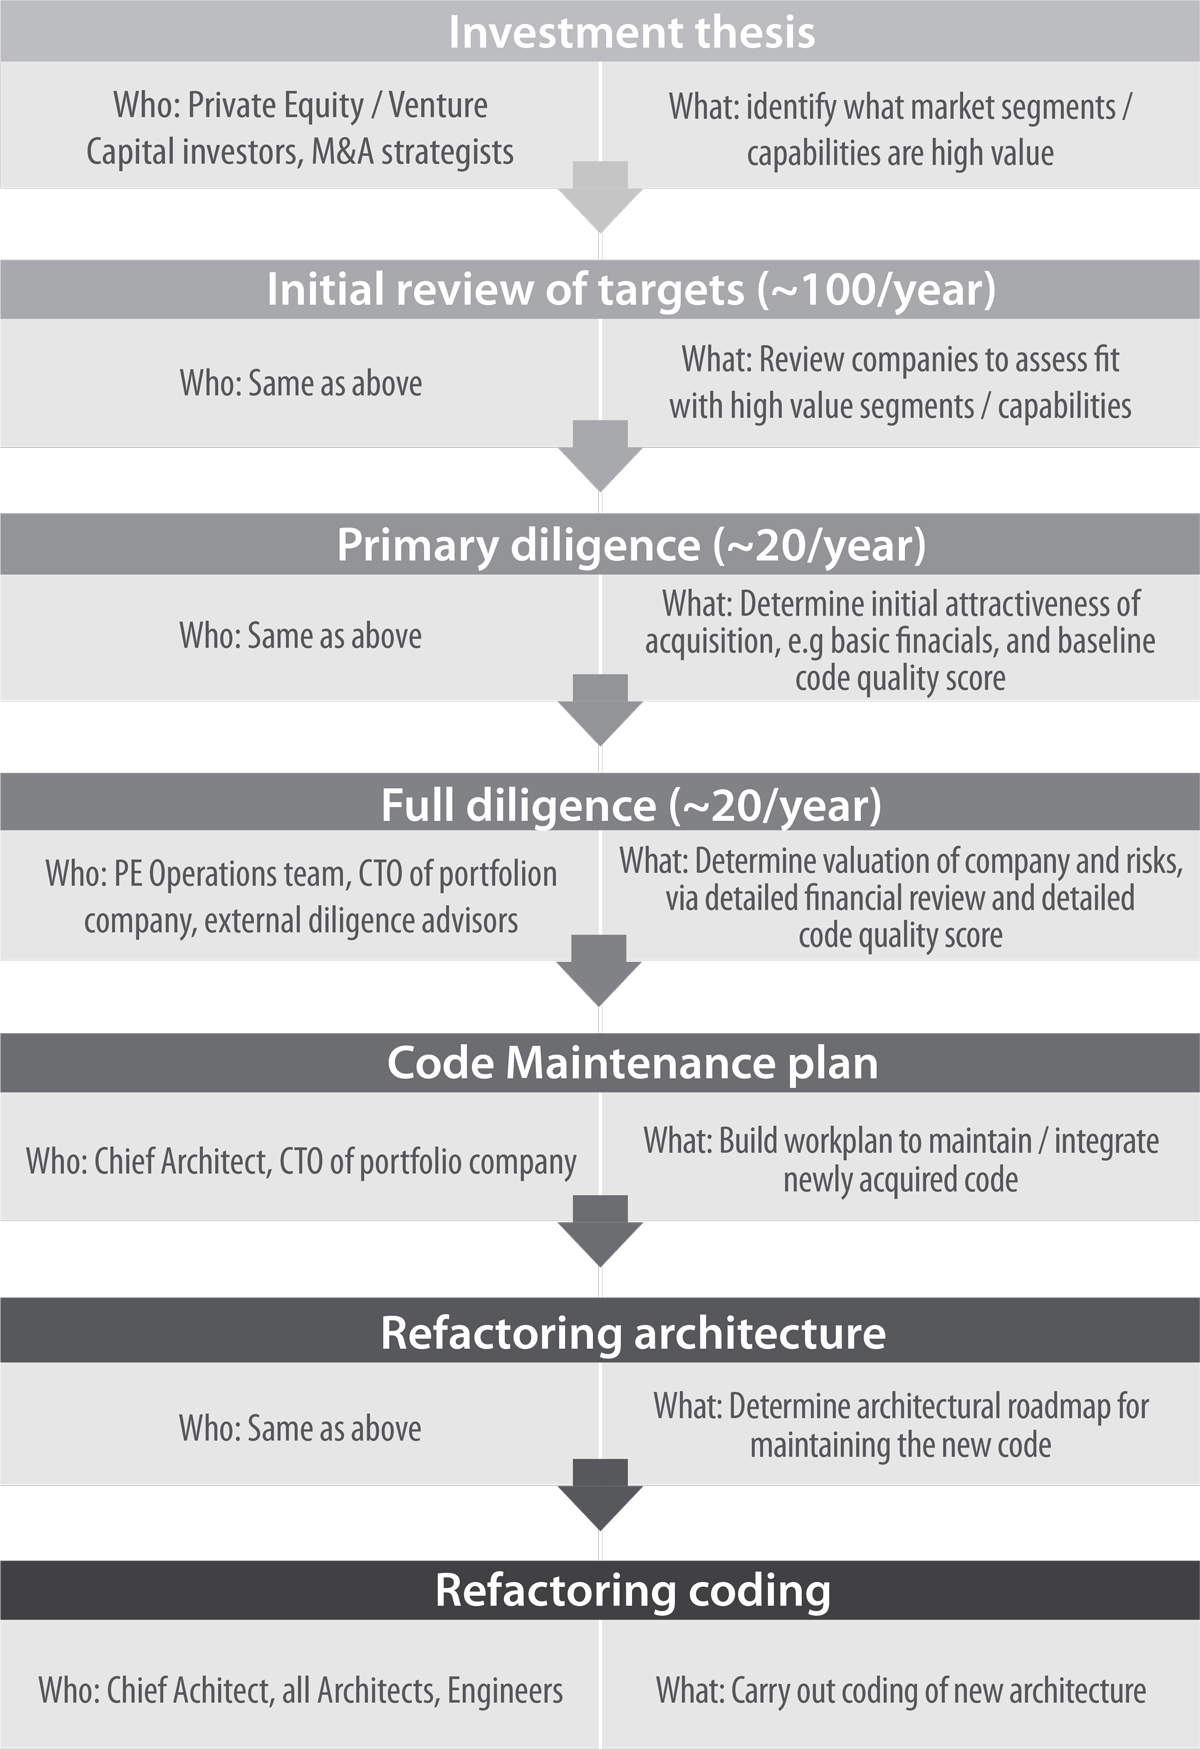 Investment thesis
Who: Private Equity / Venture
Capital investors, M&A strategists
What: identify what market segments /
capabilities are high value
Initial review of targets (~100/year)
Who: Same as above
What: Review companies to assess fit
with high value segments / capabilities
Primary diligence (~20/year)
Who: Same as above
What: Determine initial attractiveness of
acquisition, e.g basic finacials, and baseline
code quality score
Full diligence (~20/year)
Who: PE Operations team, CTO of portfolion
company, external diligence advisors
What: Determine valuation of company and risks,
via detailed financial review and detailed
code quality score
Code Maintenance plan
Who: Chief Architect, CTO of portfolio company
What: Build workplan to maintain / integrate
newly acquired code
Refactoring architecture
Who: Same as above
What: Determine architectural roadmap for
maintaining the new code
Refactoring coding
Who: Chief Achitect, all Architects, Engineers
What: Carry out coding of new architecture